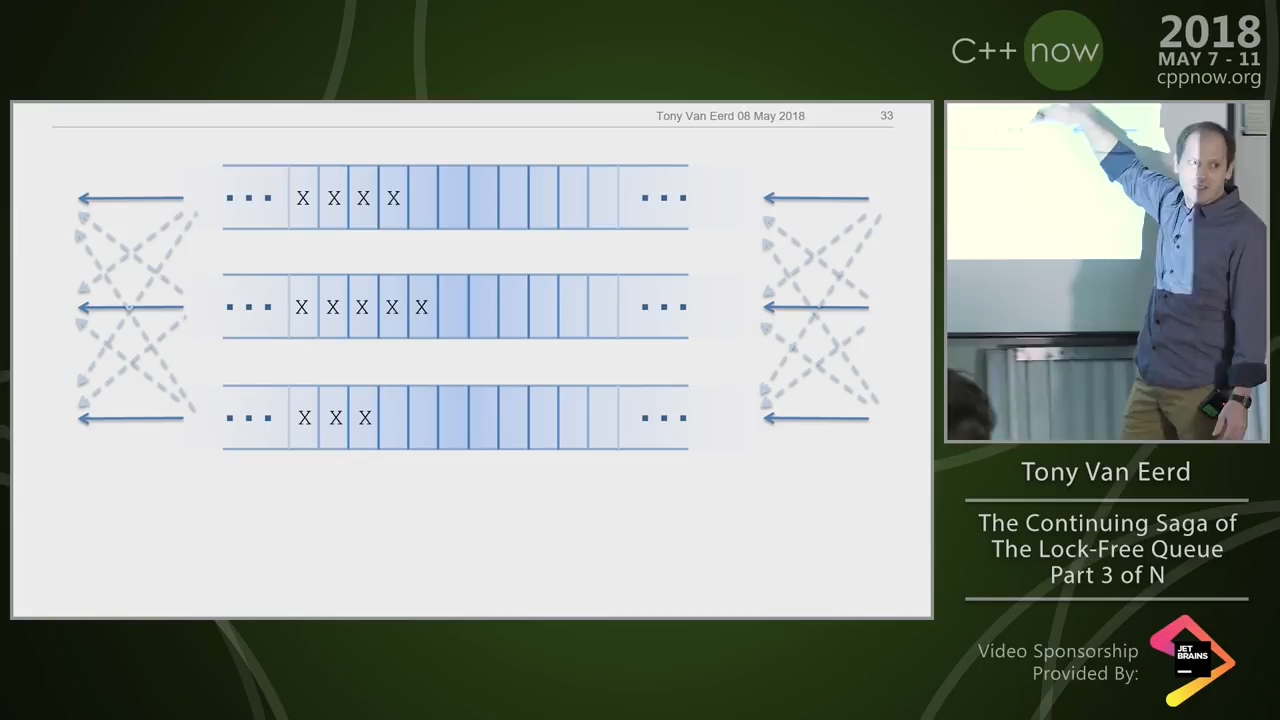 C++ now
2018
MAY 7 - 11
cppnow.org
Tony Van Eerd 08 May 2018 33
... X X X X ...
... X X X X X ...
... X X X ...
Tony Van Eerd
The Continuing Saga of
The Lock-Free Queue
Part 3 of N
Video Sponsorship
Provided By:
JET
BRAINS